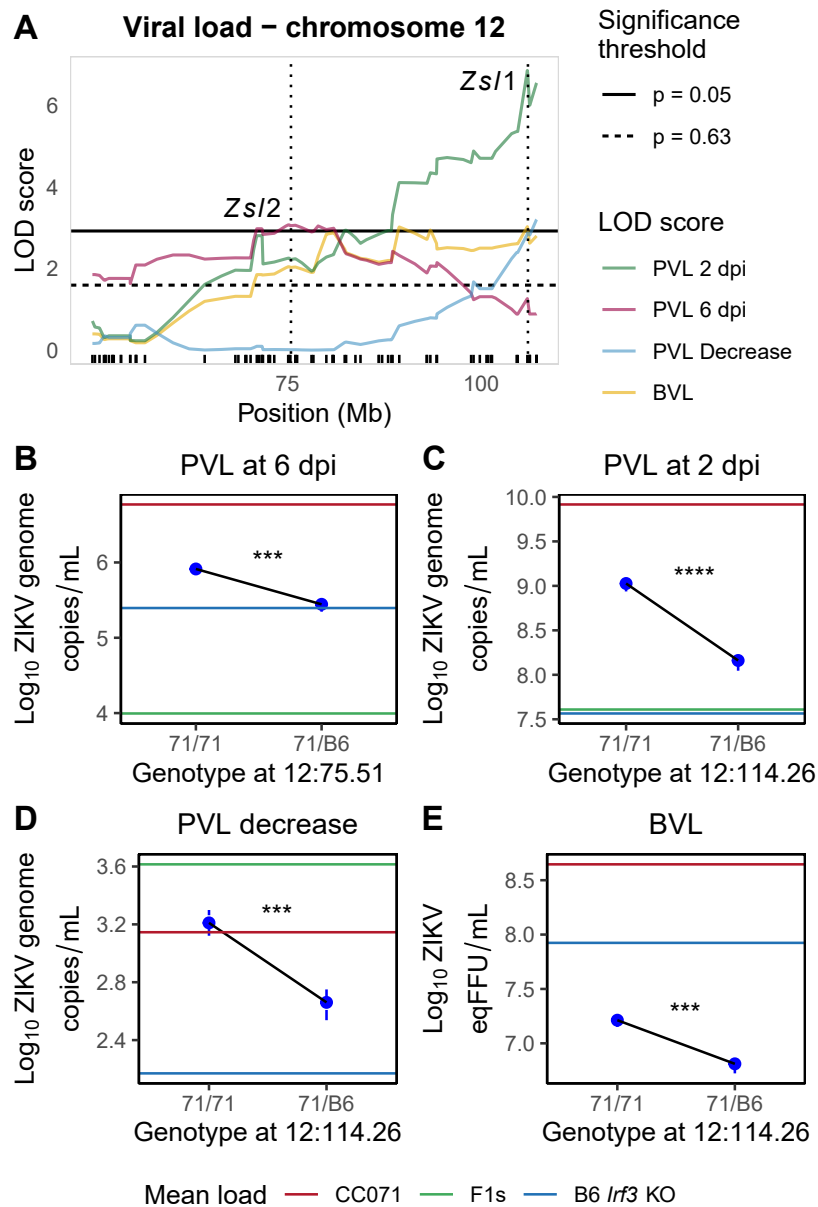 A
Viral load − chromosome 12
LOD score
6
4
2
0
Zsl2
Zsl1
75
100
Position (Mb)
Significance
threshold
p = 0.05
p = 0.63
LOD score
PVL 2 dpi
PVL 6 dpi
PVL Decrease
BVL
B
PVL at 6 dpi
Log10 ZIKV genome
copies/mL
6
5
4
***
71/71
71/B6
Genotype at 12:75.51
C
PVL at 2 dpi
Log10 ZIKV genome
copies/mL
10.0
9.5
9.0
8.5
8.0
7.5
****
71/71
71/B6
Genotype at 12:114.26
D
PVL decrease
Log10 ZIKV genome
copies/mL
3.6
3.2
2.8
2.4
***
71/71
71/B6
Genotype at 12:114.26
E
BVL
Log10 ZIKV
eqFFU/mL
8.5
8.0
7.5
7.0
***
71/71
71/B6
Genotype at 12:114.26
Mean load
CC071
F1s
B6 Irf3 KO